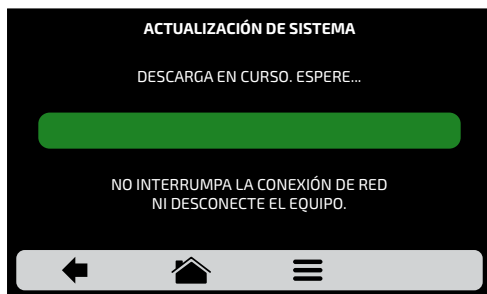 ACTUALIZACIÓN DE SISTEMA
DESCARGA EN CURSO. ESPERE...
NO INTERRUMPA LA CONEXIÓN DE RED
NI DESCONECTE EL EQUIPO.